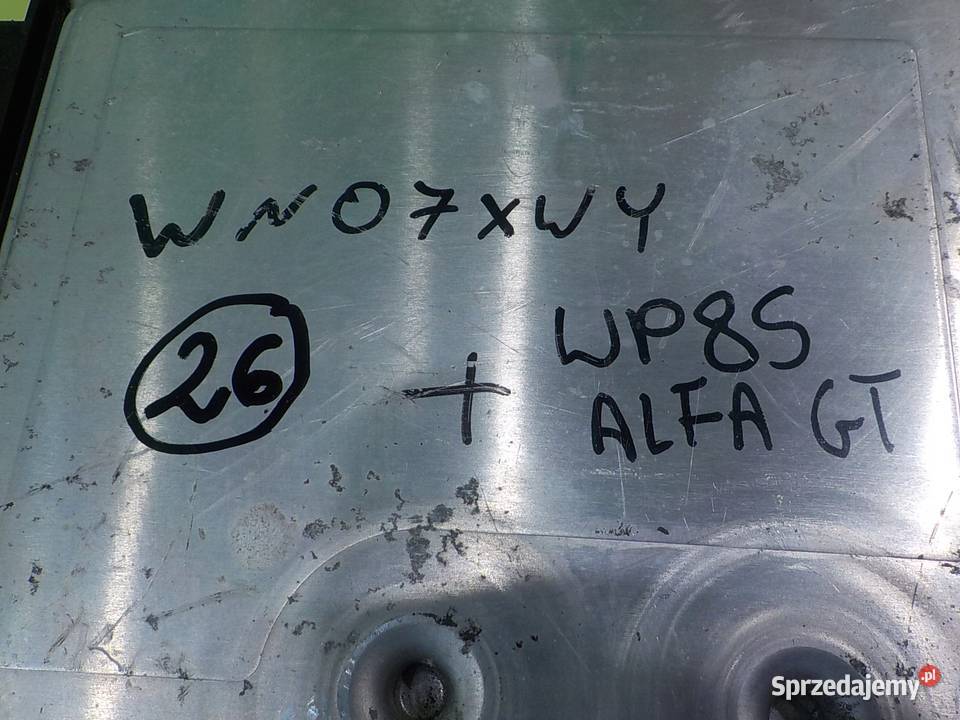 WN07XWY
26 + WP8S
ALFA GT
Sprzedajemy.pl